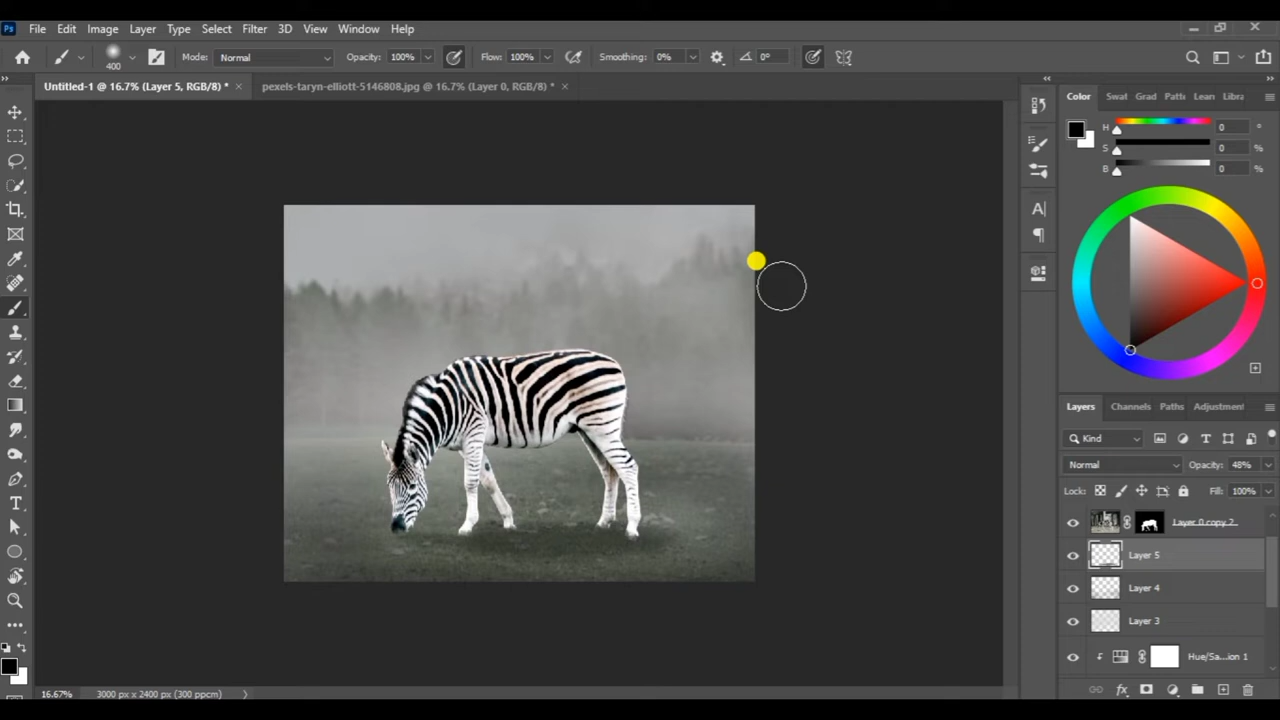 Ps File Edit Image Layer Type Select Filter 3D View Window Help
400 Mode: Normal Opacity: 100% Flow: 100% Smoothing: 0% 0°
Untitled-1 @ 16.7% (Layer 5, RGB/8) * × pexels-taryn-elliott-5146808.jpg @ 16.7% (Layer 0, RGB/8) * ×
Color Swat Grad Patt Lean Libra
H 0 °
S 0 %
B 0 %
Layers Channels Paths Adjustment
Kind
Normal Opacity: 48%
Lock: Fill: 100%
Layer 0 copy 2
Layer 5
Layer 4
Layer 3
Hue/Sa...ion 1
16.67% 3000 px x 2400 px (300 ppcm)